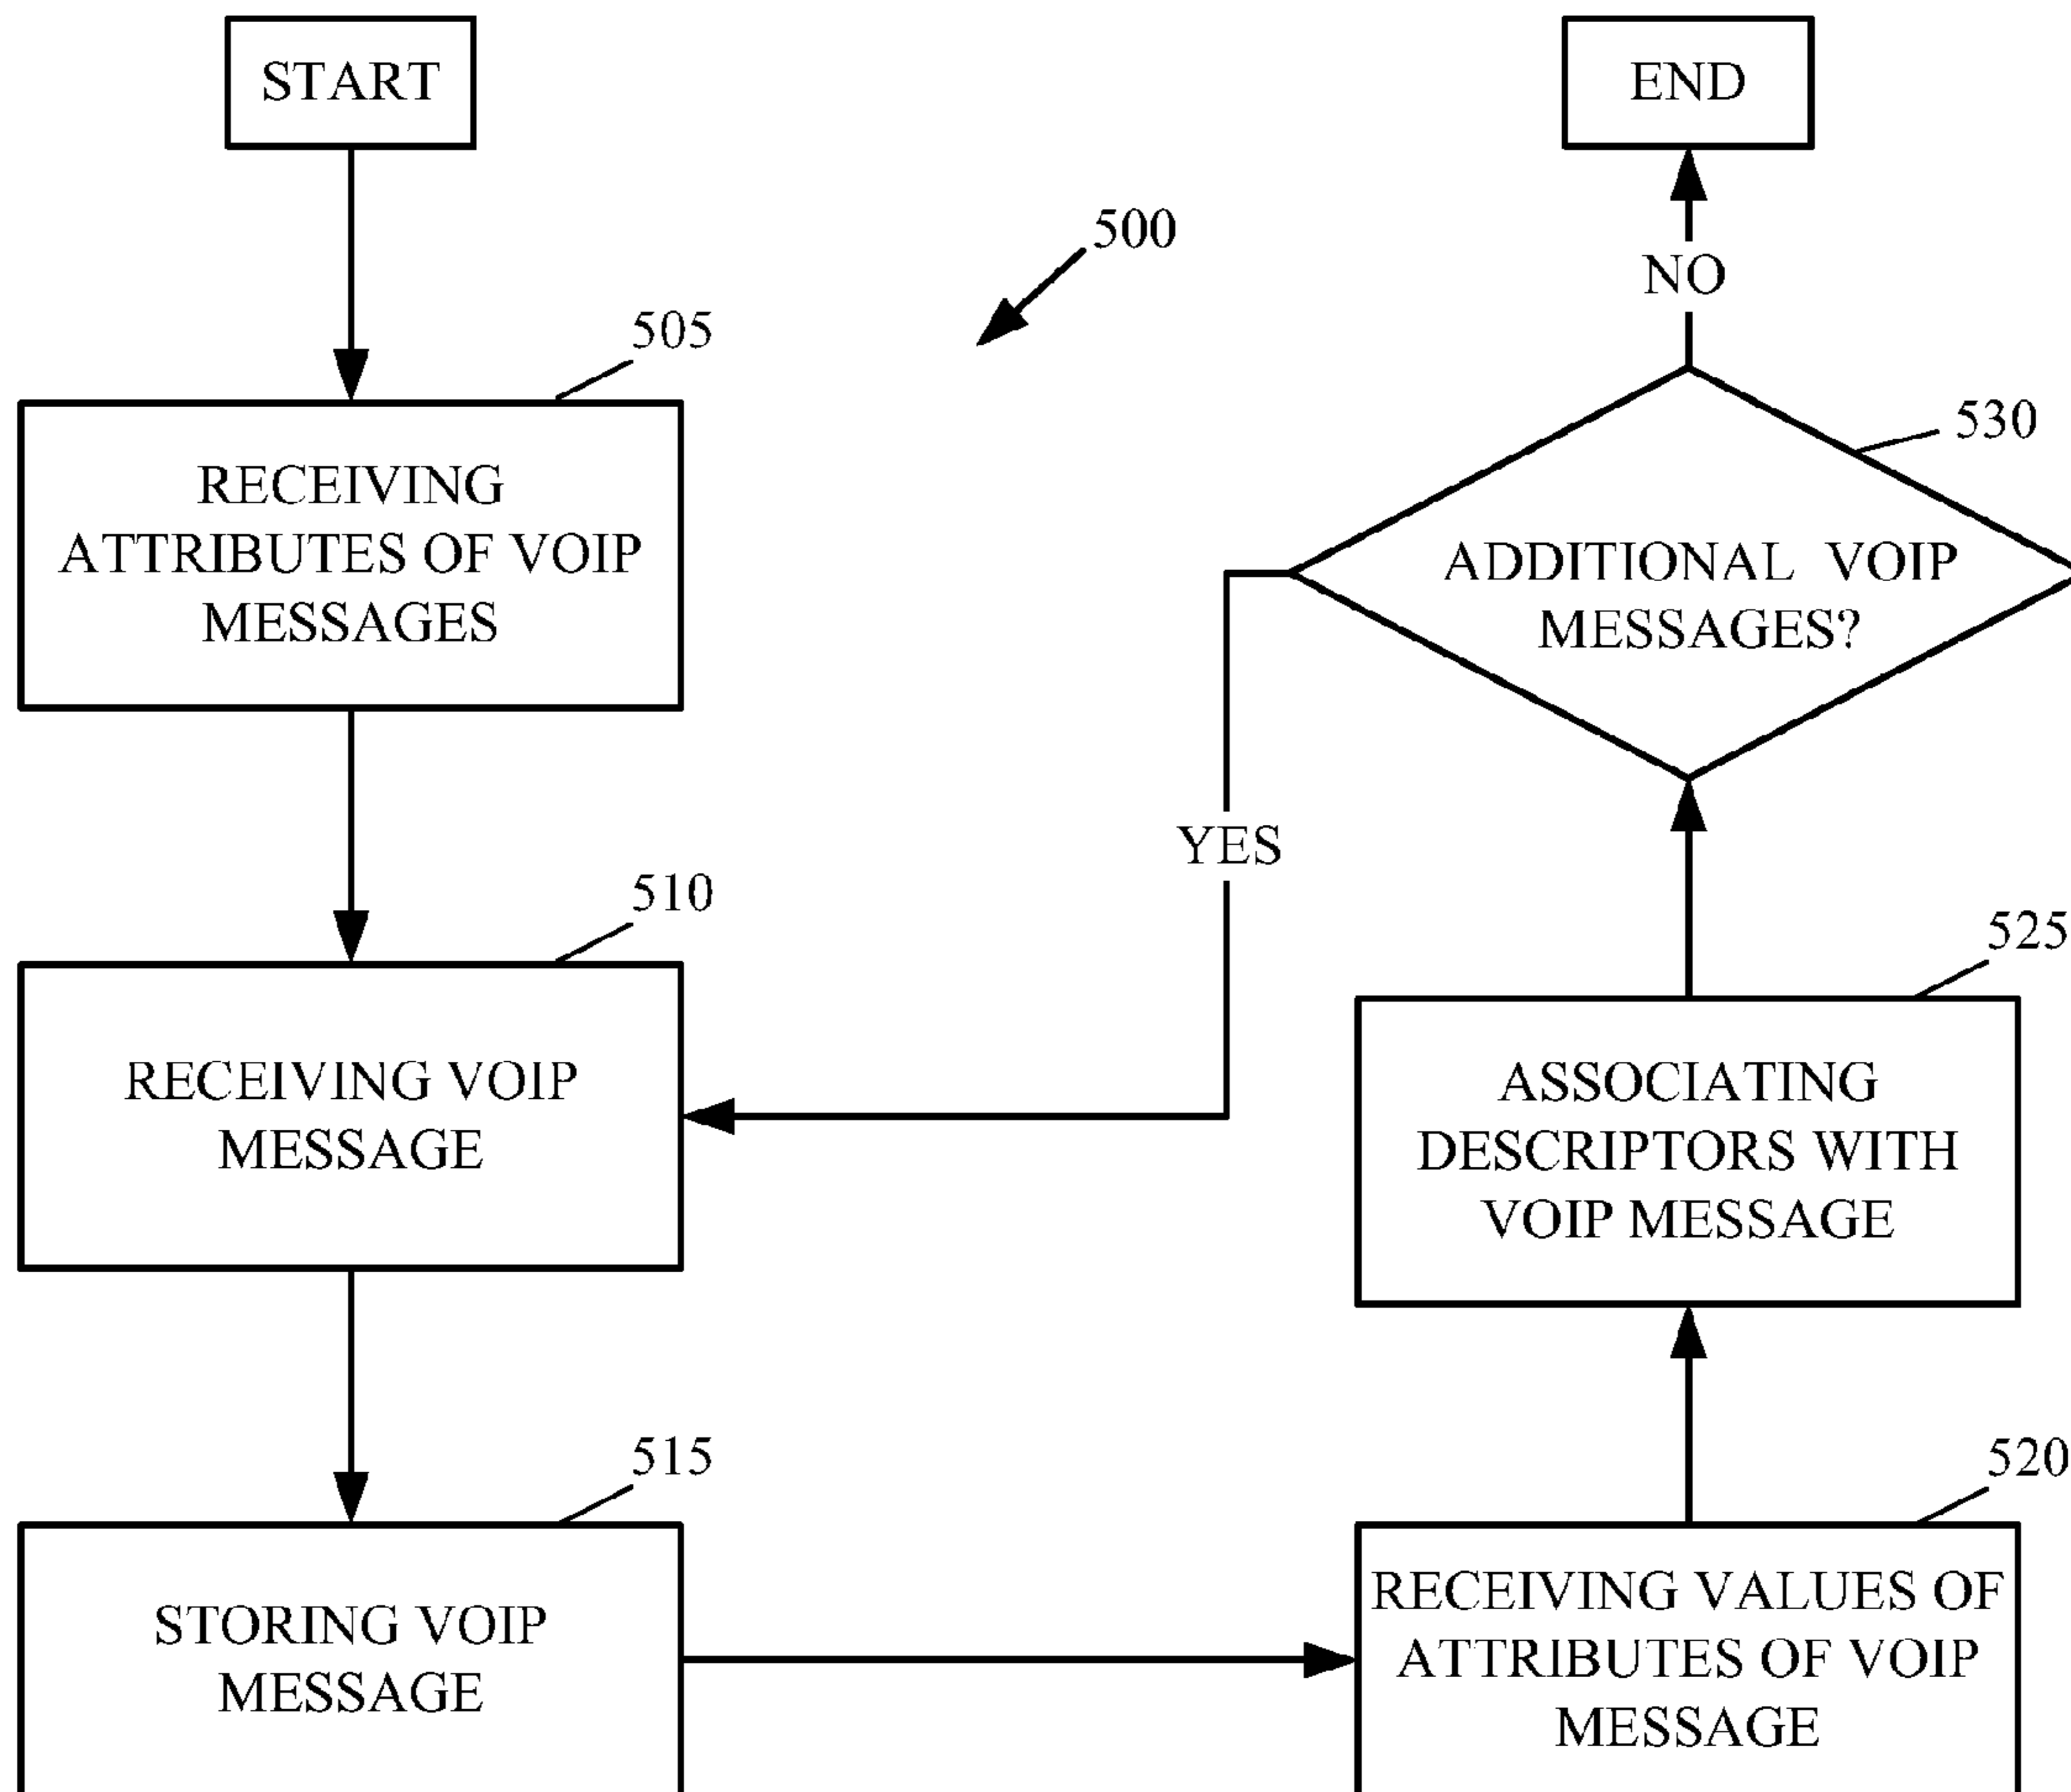 START
END
500
NO
505
530
RECEIVING
ATTRIBUTES OF VOIP
MESSAGES
ADDITIONAL VOIP
MESSAGES?
YES
510
525
RECEIVING VOIP
MESSAGE
ASSOCIATING
DESCRIPTORS WITH
VOIP MESSAGE
515
520
STORING VOIP
MESSAGE
RECEIVING VALUES OF
ATTRIBUTES OF VOIP
MESSAGE